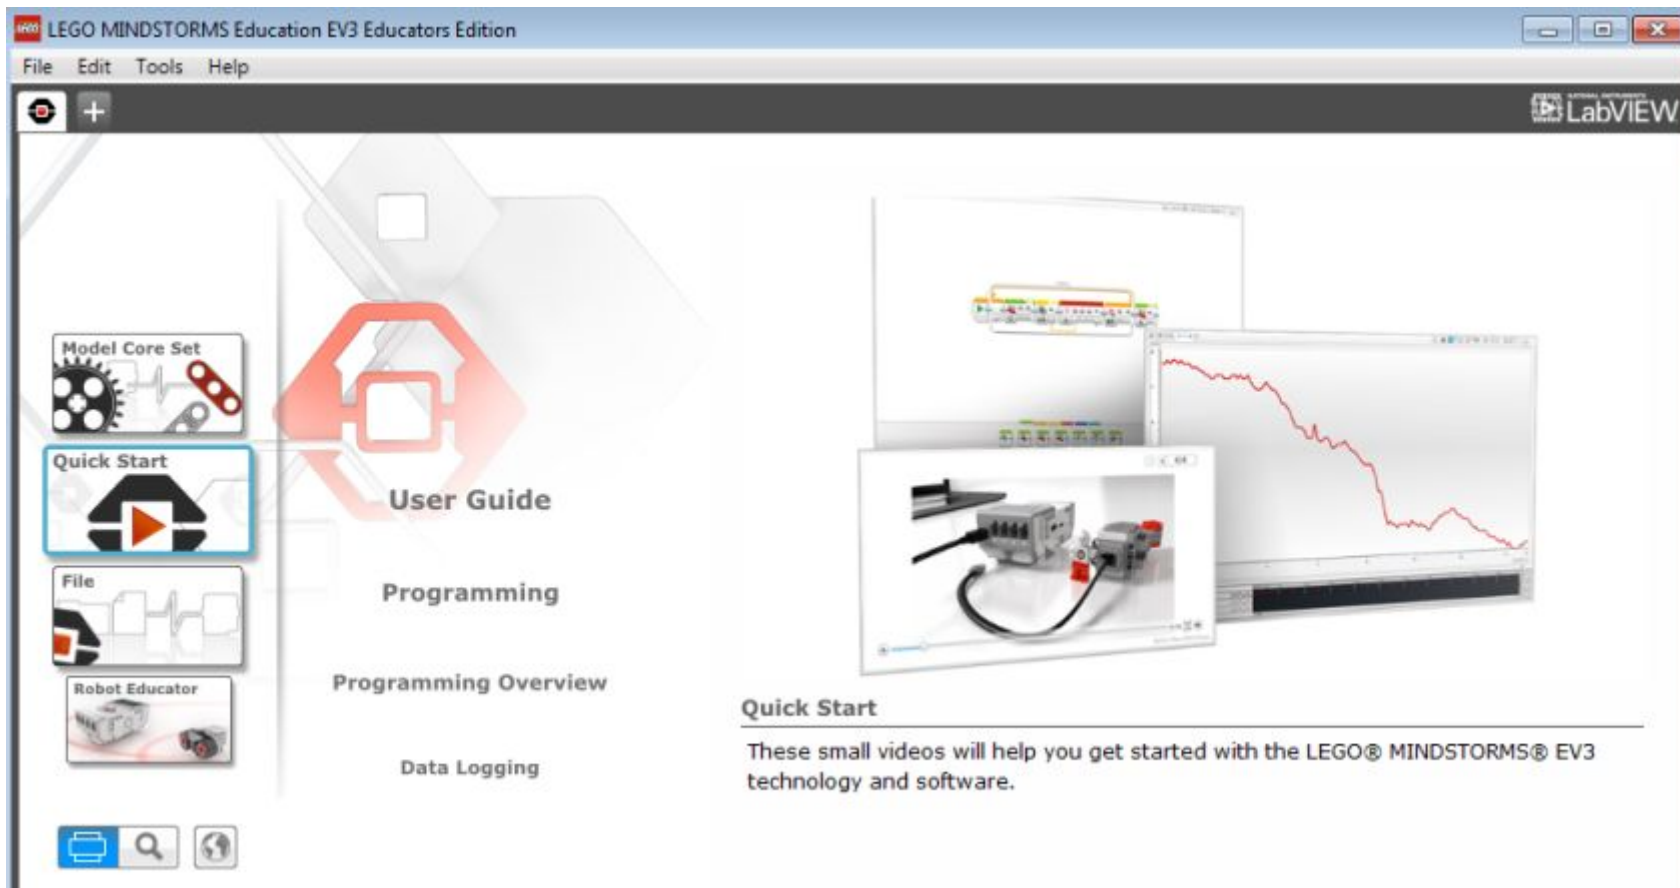 LEGO MINDSTORMS Education EV3 Educators Edition
File Edit Tools Help
NATIONAL INSTRUMENTS
LabVIEW
Model Core Set
Quick Start
File
Robot Educator
User Guide
Programming
Programming Overview
Data Logging
Quick Start
These small videos will help you get started with the LEGO® MINDSTORMS® EV3
technology and software.